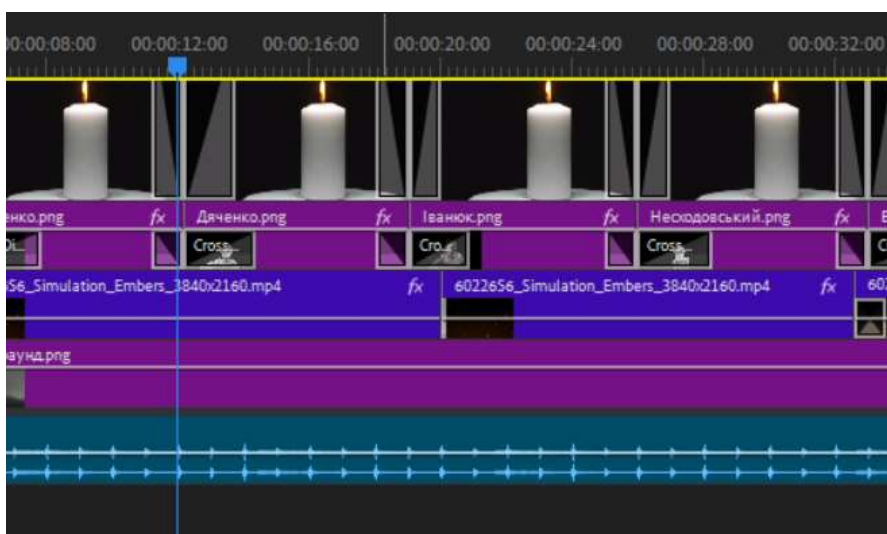 00:00:08:00 00:00:12:00 00:00:16:00 00:00:20:00 00:00:24:00 00:00:28:00 00:00:32:00
енко.png fx Дяченко.png fx Іванюк.png fx Несходовський.png fx
Cross Cro Cross
656_Simulation_Embers_3840x2160.mp4 fx 6022656_Simulation_Embers_3840x2160.mp4 fx 602
раунд.png